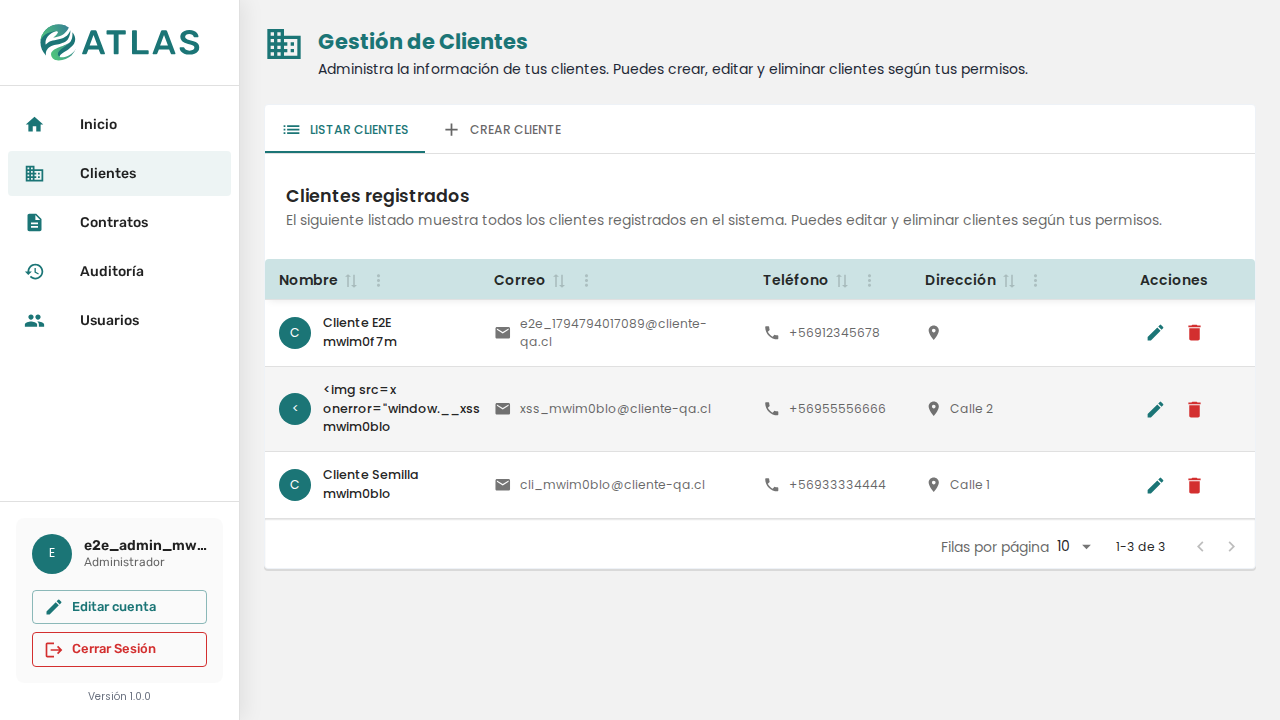 ATLAS
Inicio
Clientes
Contratos
Auditoría
Usuarios
E
e2e_admin_mw...
Administrador
Editar cuenta
Cerrar Sesión
Versión 1.0.0
Gestión de Clientes
Administra la información de tus clientes. Puedes crear, editar y eliminar clientes según tus permisos.
LISTAR CLIENTES
CREAR CLIENTE
Clientes registrados
El siguiente listado muestra todos los clientes registrados en el sistema. Puedes editar y eliminar clientes según tus permisos.
Nombre Correo Teléfono Dirección Acciones
C
Cliente E2E
mwim0f7m
e2e_1794794017089@cliente-
qa.cl
+56912345678
<
<img src=x
onerror="window.__xss
mwim0blo
xss_mwim0blo@cliente-qa.cl
+56955556666
Calle 2
C
Cliente Semilla
mwim0blo
cli_mwim0blo@cliente-qa.cl
+56933334444
Calle 1
Filas por página 10 1-3 de 3